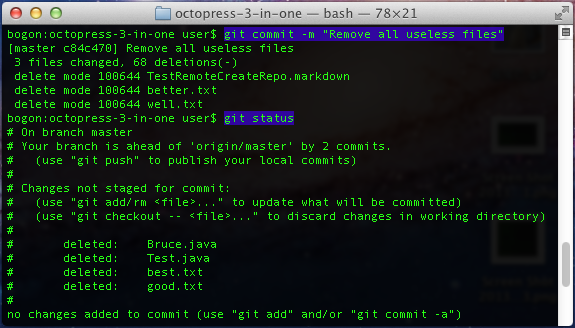 octopress-3-in-one — bash — 78×21
bogon:octopress-3-in-one user$ git commit -m "Remove all useless files"
[master c84c470] Remove all useless files
 3 files changed, 68 deletions(-)
 delete mode 100644 TestRemoteCreateRepo.markdown
 delete mode 100644 better.txt
 delete mode 100644 well.txt
bogon:octopress-3-in-one user$ git status
# On branch master
# Your branch is ahead of 'origin/master' by 2 commits.
#   (use "git push" to publish your local commits)
#
# Changes not staged for commit:
#   (use "git add/rm <file>..." to update what will be committed)
#   (use "git checkout -- <file>..." to discard changes in working directory)
#
#       deleted:    Bruce.java
#       deleted:    Test.java
#       deleted:    best.txt
#       deleted:    good.txt
#
no changes added to commit (use "git add" and/or "git commit -a")